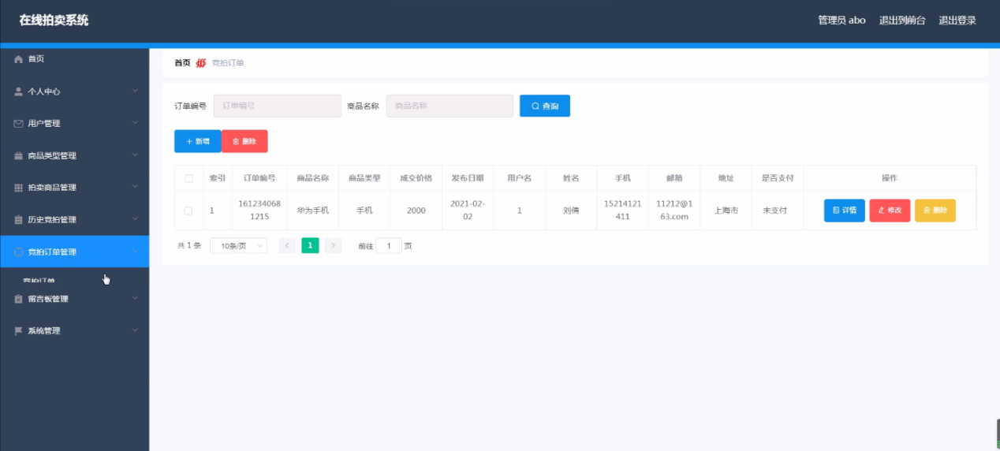 在线拍卖系统
管理员 abo 退出到前台 退出登录
首页
个人中心
用户管理
商品类型管理
拍卖商品管理
历史竞拍管理
竞拍订单管理
竞拍订单
留言板管理
系统管理
首页 竞拍订单
订单编号 订单编号 商品名称 商品名称 查询
新增 删除
索引 订单编号 商品名称 商品类型 成交价格 发布日期 用户名 姓名 手机 邮箱 地址 是否支付 操作
1 161234068 华为手机 手机 2000 2021-02- 1 刘倩 15214121 11212@1 上海市 未支付 详情 修改 删除
1215 02 411 63.com
共 1 条 10条/页 1 前往 1 页